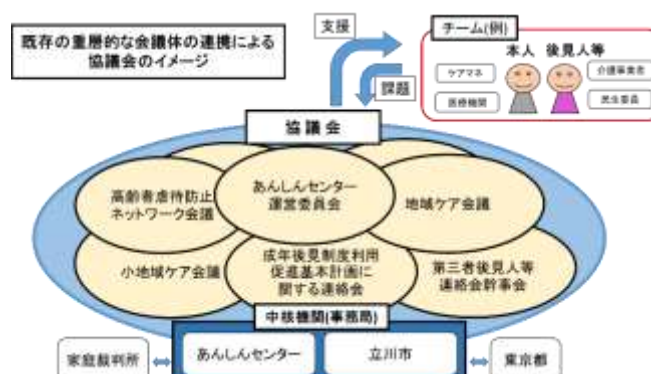 既存の重層的な会議体の連携による
協議会のイメージ
支援
課題
チーム(例)
本人 後見人等
ケアマネ
介護事業者
医療機関
民生委員
協議会
高齢者虐待防止
ネットワーク会議
あんしんセンター
運営委員会
地域ケア会議
小地域ケア会議
成年後見制度利用
促進基本計画に
関する連絡会
第三者後見人等
連絡会幹事会
中核機関(事務局)
家庭裁判所
あんしんセンター
立川市
東京都